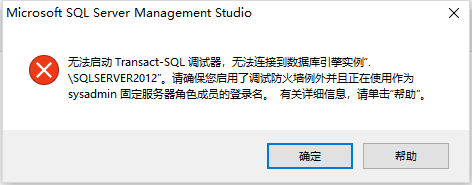 Microsoft SQL Server Management Studio
无法启动 Transact-SQL 调试器，无法连接到数据库引擎实例“.
\SQLSERVER2012”。请确保您启用了调试防火墙例外并且正在使用作为
sysadmin 固定服务器角色成员的登录名。 有关详细信息，请单击“帮助”。
确定
帮助